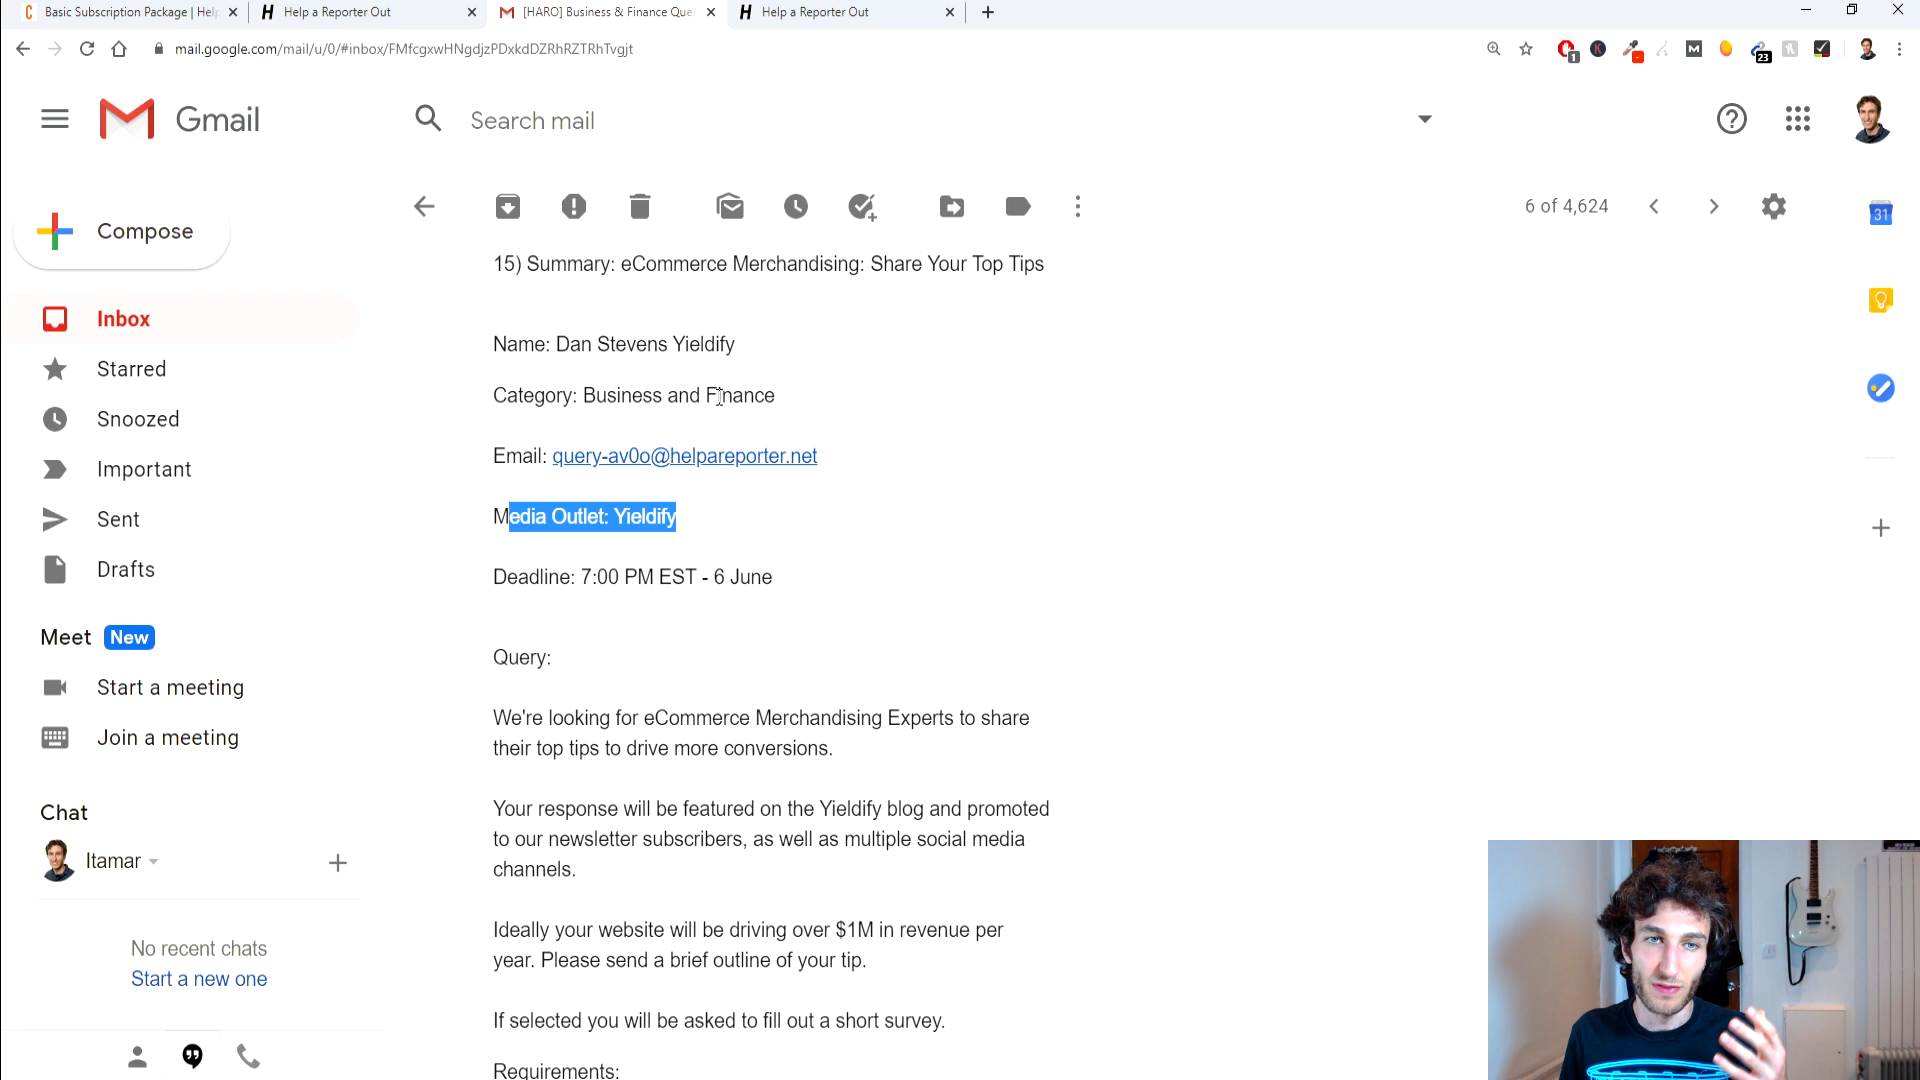 Basic Subscription Package | Help
Help a Reporter Out
[HARO] Business & Finance Que
Help a Reporter Out
mail.google.com/mail/u/0/#inbox/FMfcgxwHNgdjzPDxkdDZRhRZTRhTvgjt
1
23
Gmail
Search mail
6 of 4,624
31
Compose
Inbox
Starred
Snoozed
Important
Sent
Drafts
Meet New
Start a meeting
Join a meeting
Chat
Itamar
No recent chats
Start a new one
15) Summary: eCommerce Merchandising: Share Your Top Tips
Name: Dan Stevens Yieldify
Category: Business and Finance
Email: query-av0o@helpareporter.net
Media Outlet: Yieldify
Deadline: 7:00 PM EST - 6 June
Query:
We're looking for eCommerce Merchandising Experts to share
their top tips to drive more conversions.
Your response will be featured on the Yieldify blog and promoted
to our newsletter subscribers, as well as multiple social media
channels.
Ideally your website will be driving over $1M in revenue per
year. Please send a brief outline of your tip.
If selected you will be asked to fill out a short survey.
Requirements: